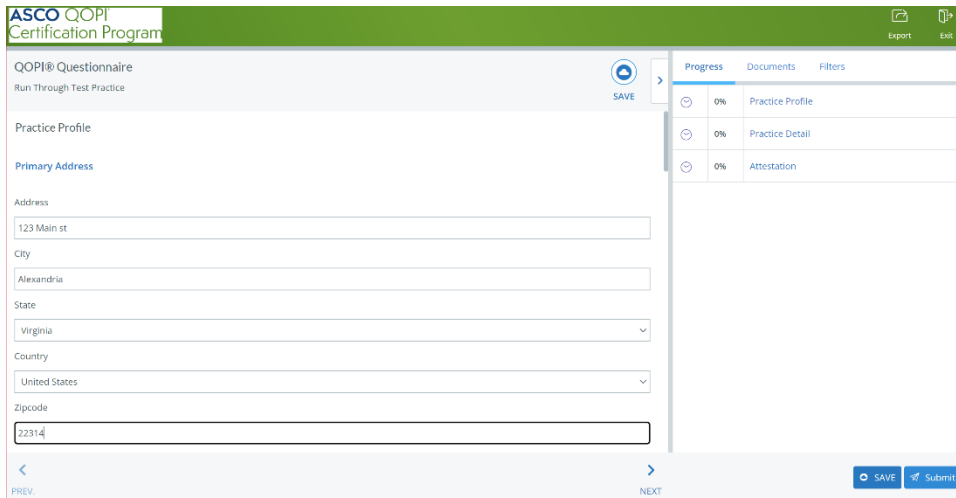 ASCO QOPI
Certification Program
Export
Exit
QOPI® Questionnaire
Run Through Test Practice
SAVE
Practice Profile
Primary Address
Address
123 Main st
City
Alexandria
State
Virginia
Country
United States
Zipcode
22314
PREV.
NEXT
Progress Documents Filters
0% Practice Profile
0% Practice Detail
0% Attestation
SAVE Submit